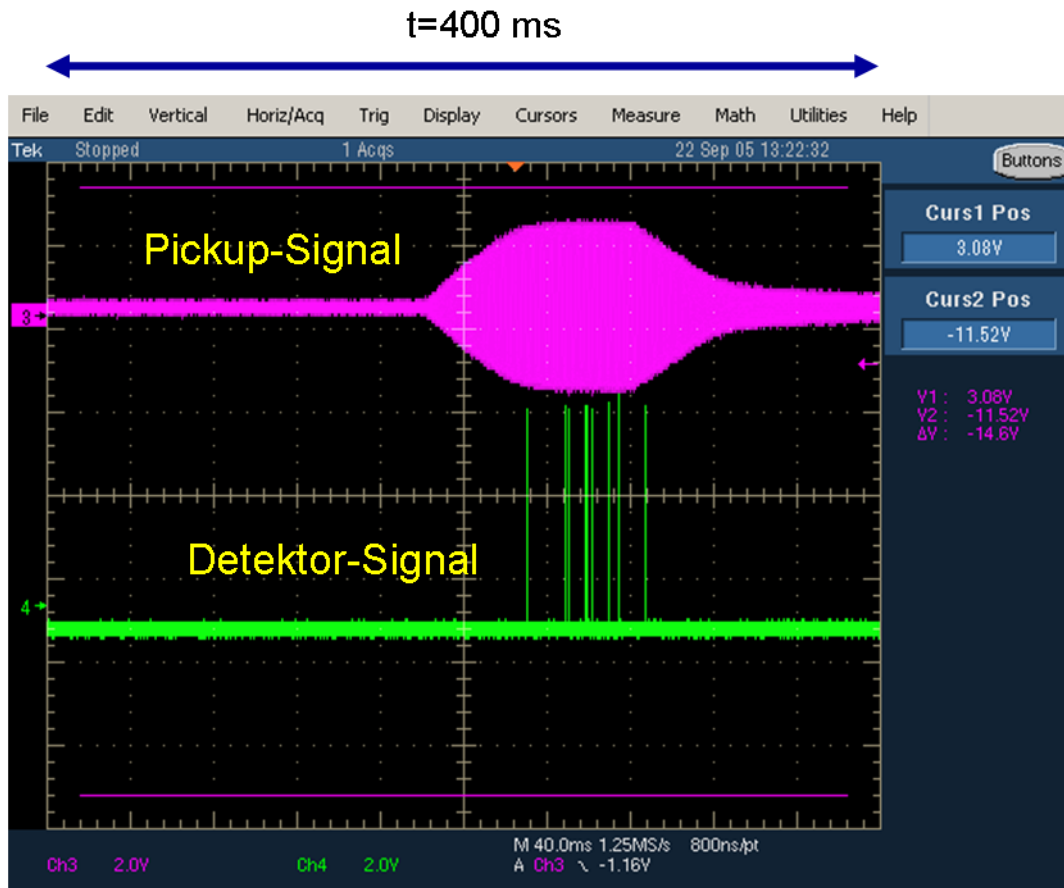 t=400 ms
File Edit Vertical Horiz/Acq Trig Display Cursors Measure Math Utilities Help
Tek Stopped 1 Acqs 22 Sep 05 13:22:32
Buttons
Curs1 Pos
3.08V
Curs2 Pos
-11.52V
Pickup-Signal
3
V1 : 3.08V
V2 : -11.52V
ΔV : -14.6V
Detektor-Signal
4
M 40.0ms 1.25MS/s 800ns/pt
Ch3 2.0V Ch4 2.0V A Ch3 \ -1.16V